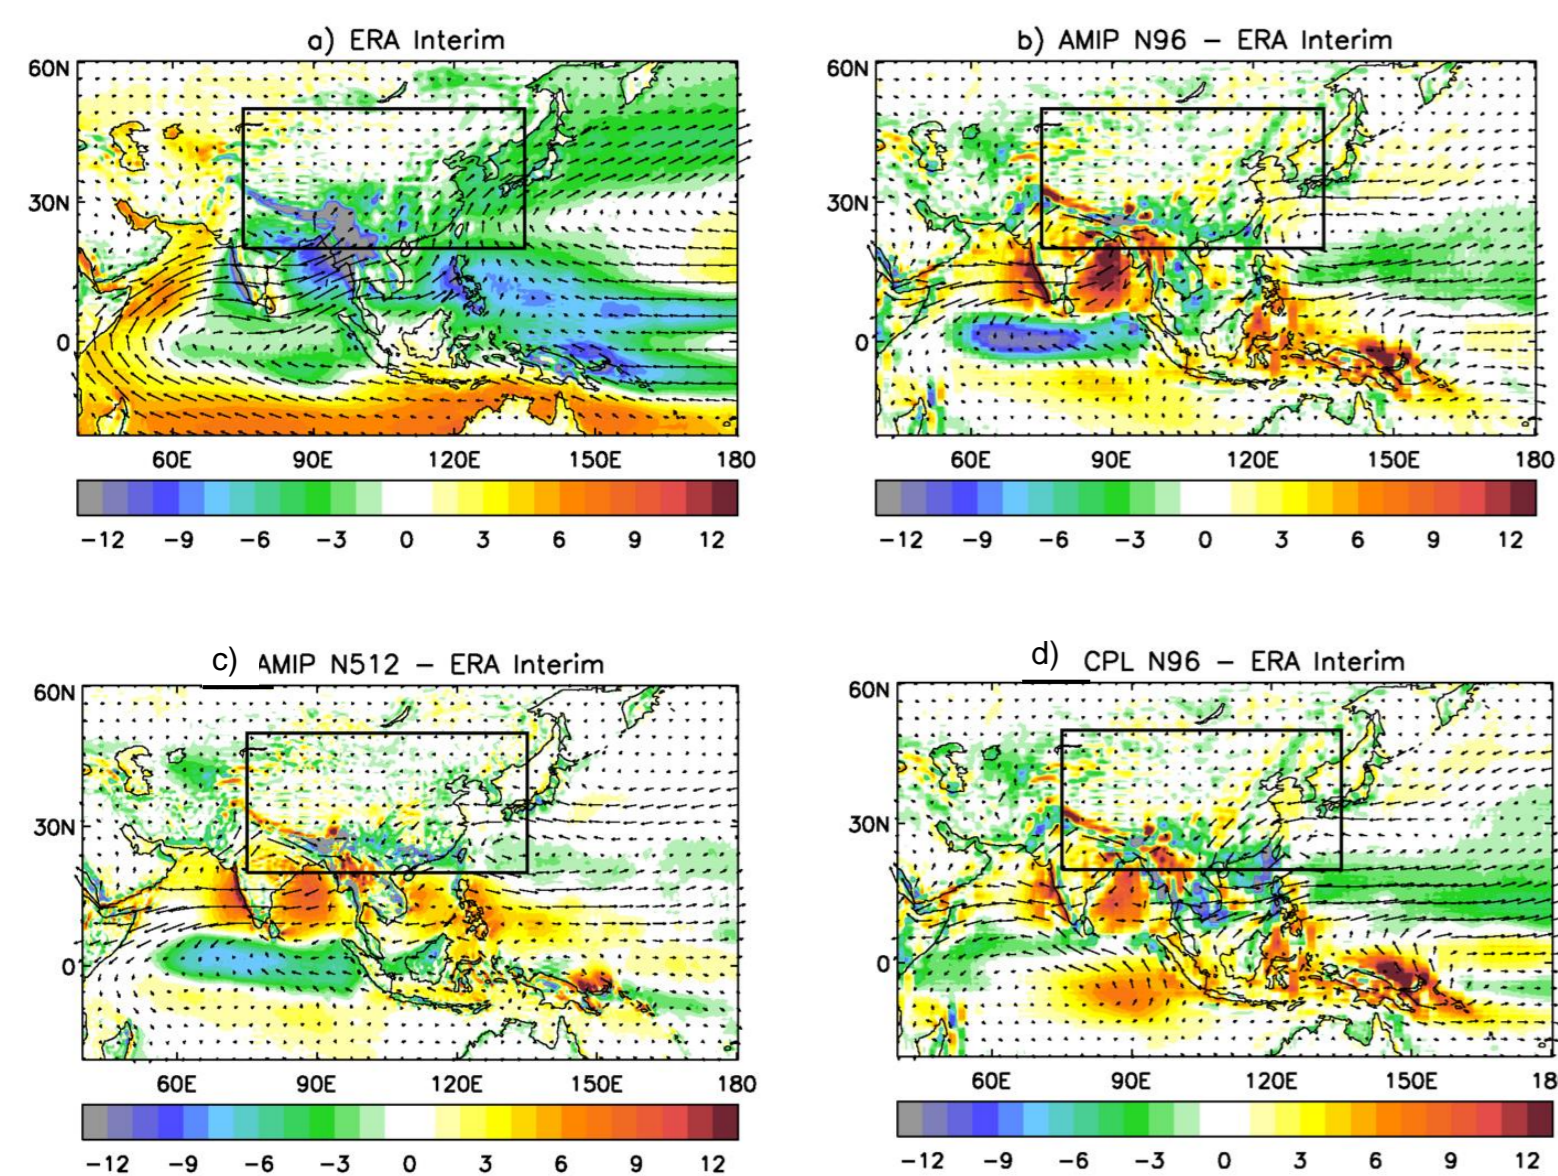 a) ERA Interim
60N
30N
0
60E 90E 120E 150E 180
−12 −9 −6 −3 0 3 6 9 12
b) AMIP N96 − ERA Interim
60N
30N
0
60E 90E 120E 150E 180
−12 −9 −6 −3 0 3 6 9 12
c) AMIP N512 − ERA Interim
60N
30N
0
60E 90E 120E 150E 180
−12 −9 −6 −3 0 3 6 9 12
d) CPL N96 − ERA Interim
60N
30N
0
60E 90E 120E 150E 180
−12 −9 −6 −3 0 3 6 9 12